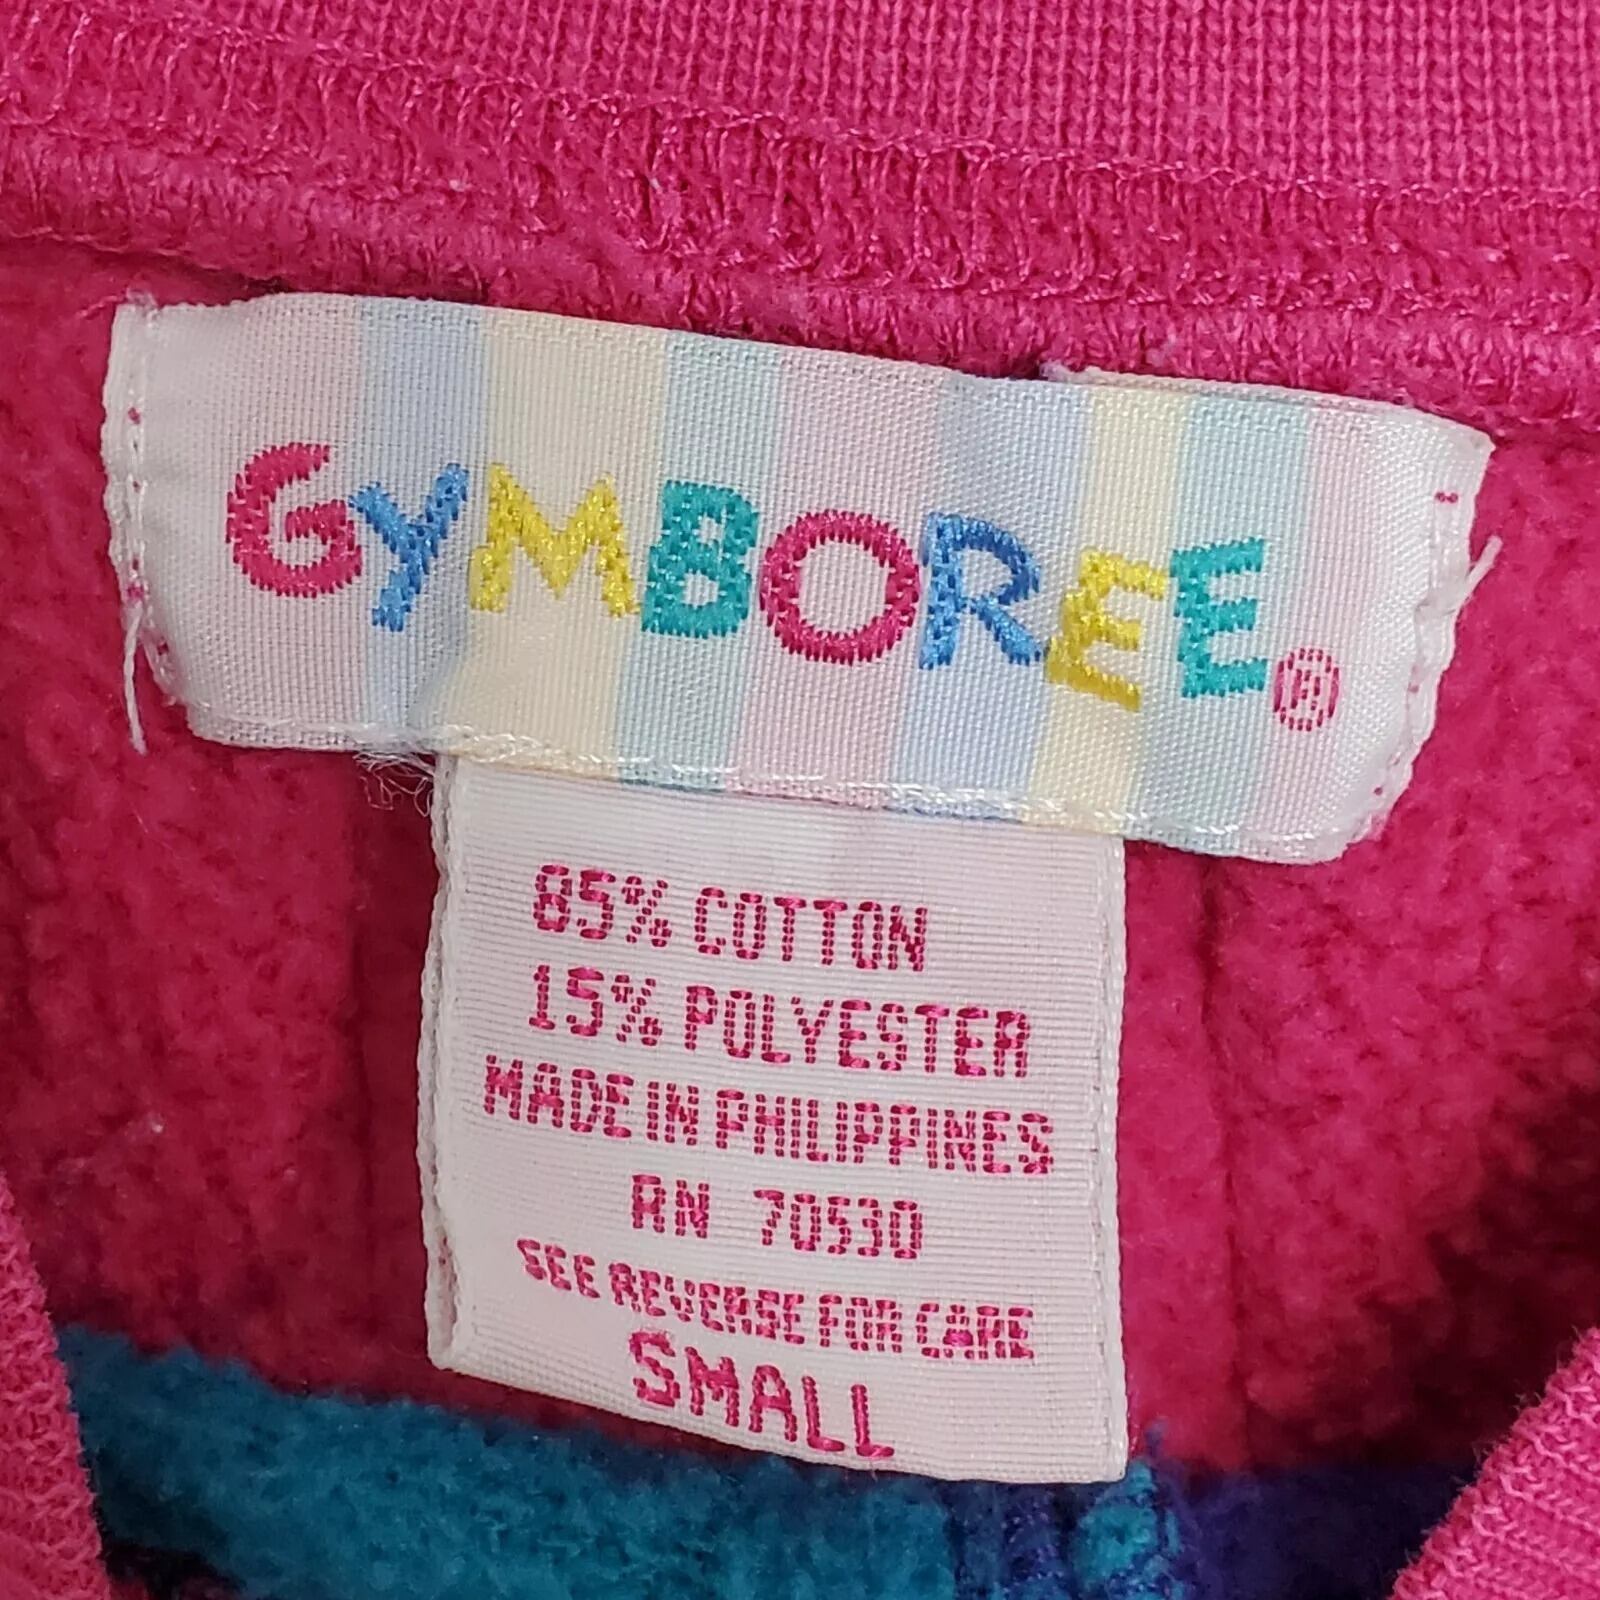 GYMBOREE®
85% COTTON
15% POLYESTER
MADE IN PHILIPPINES
RN 70530
SEE REVERSE FOR CARE
SMALL